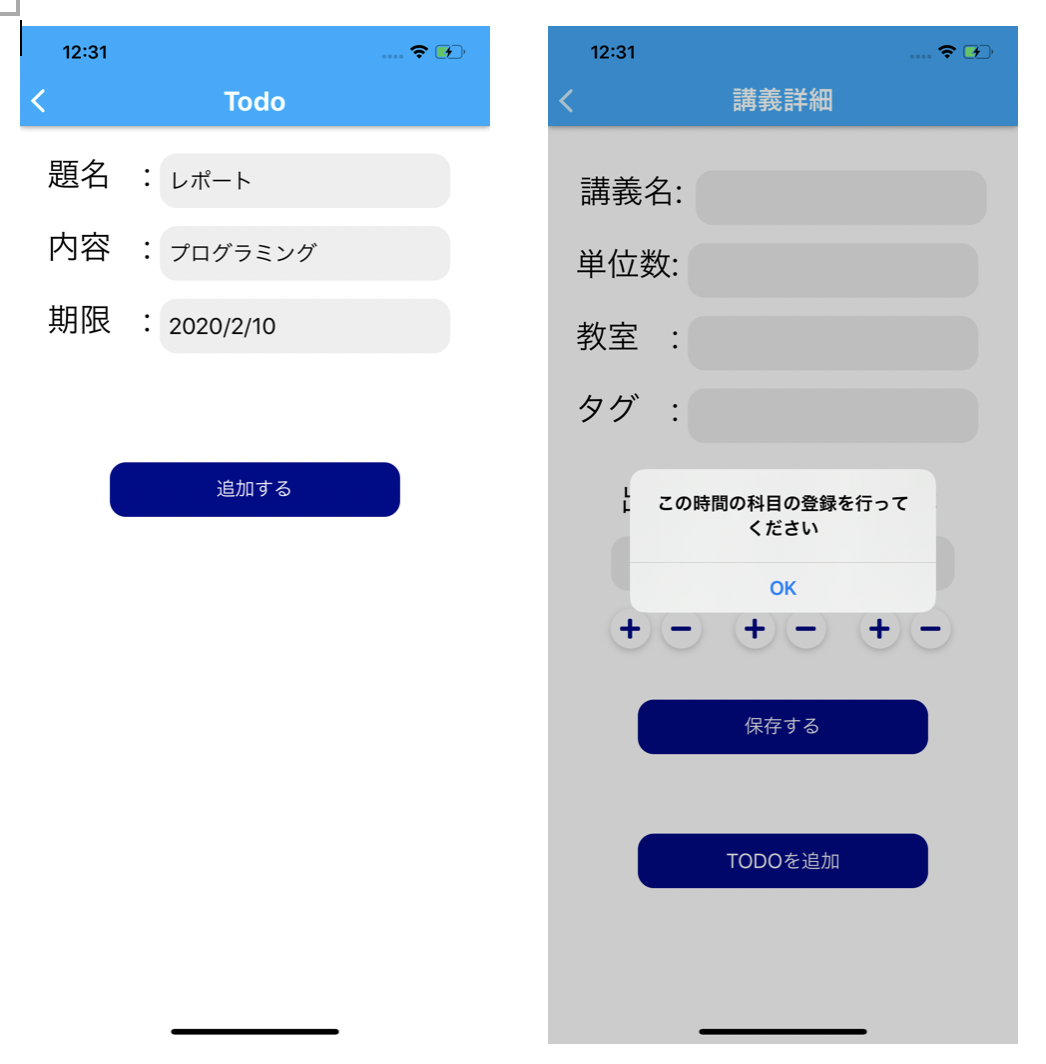 12:31
Todo
題名 : レポート
内容 : プログラミング
期限 : 2020/2/10
追加する
12:31
講義詳細
講義名:
単位数:
教室 :
タグ :
この時間の科目の登録を行って
ください
OK
保存する
TODOを追加